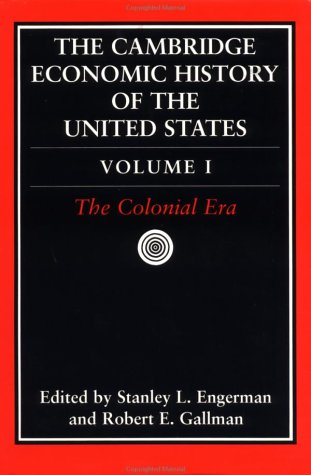 THE CAMBRIDGE
ECONOMIC HISTORY
OF THE
UNITED STATES
VOLUME I
The Colonial Era
Edited by Stanley L. Engerman
and Robert E. Gallman